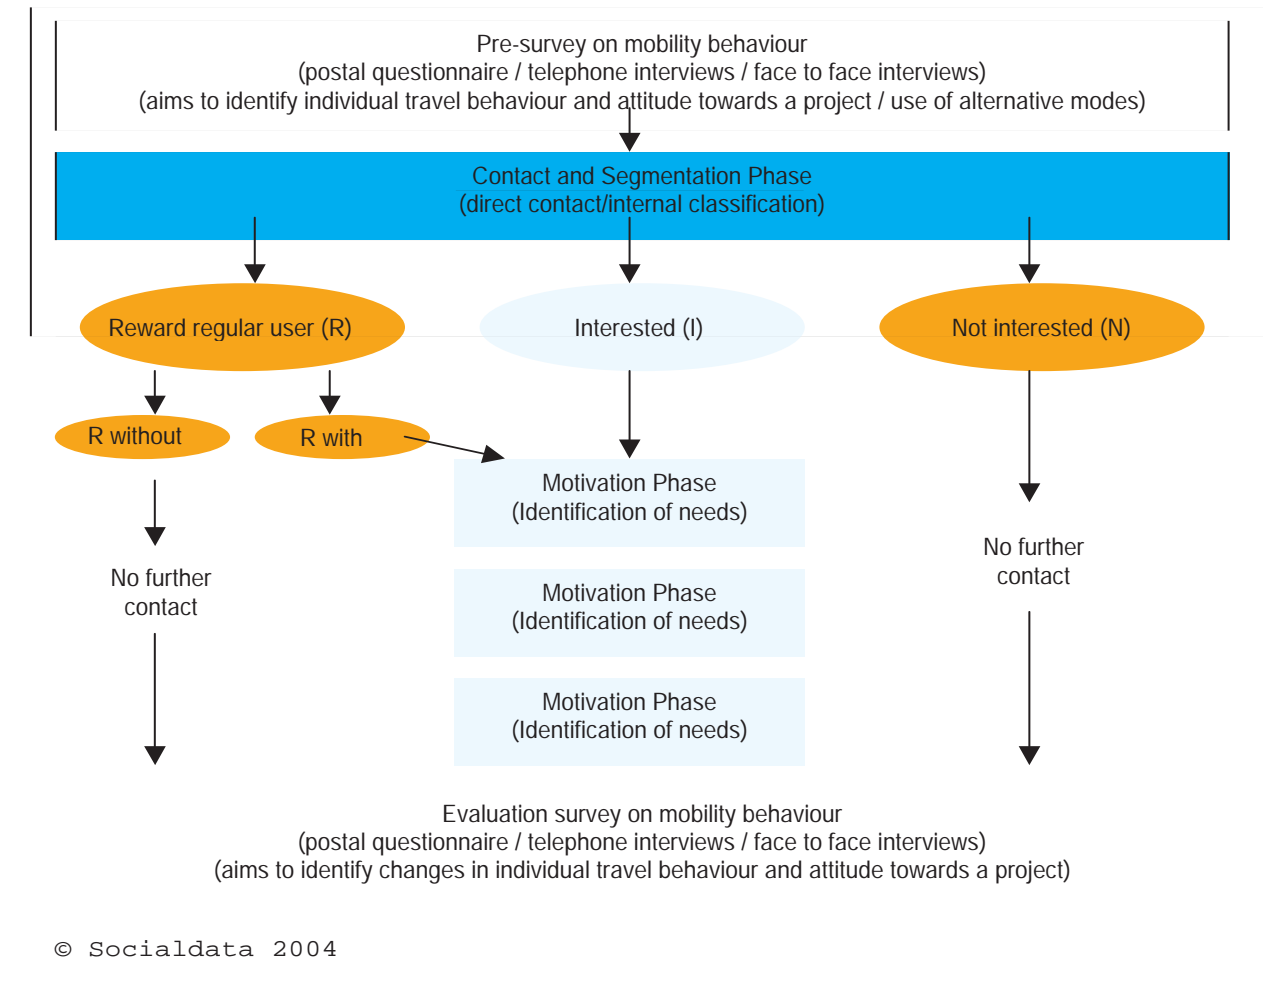 Pre-survey on mobility behaviour
(postal questionnaire / telephone interviews / face to face interviews)
(aims to identify individual travel behaviour and attitude towards a project / use of alternative modes)
Contact and Segmentation Phase
(direct contact/internal classification)
Reward regular user (R)
Interested (I)
Not interested (N)
R without
R with
Motivation Phase
(Identification of needs)
No further
contact
No further
contact
Motivation Phase
(Identification of needs)
Motivation Phase
(Identification of needs)
Evaluation survey on mobility behaviour
(postal questionnaire / telephone interviews / face to face interviews)
(aims to identify changes in individual travel behaviour and attitude towards a project)
© Socialdata 2004